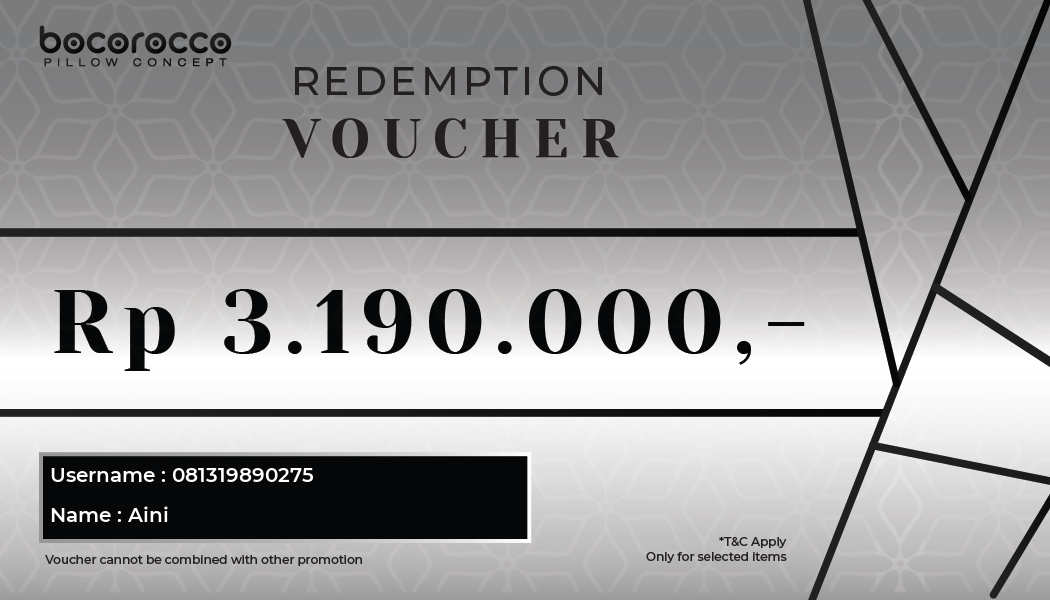 bocorocco
PILLOW CONCEPT
REDEMPTION
VOUCHER
Rp 3.190.000,-
Username : 081319890275
Name : Aini
Voucher cannot be combined with other promotion
*T&C Apply
Only for selected items